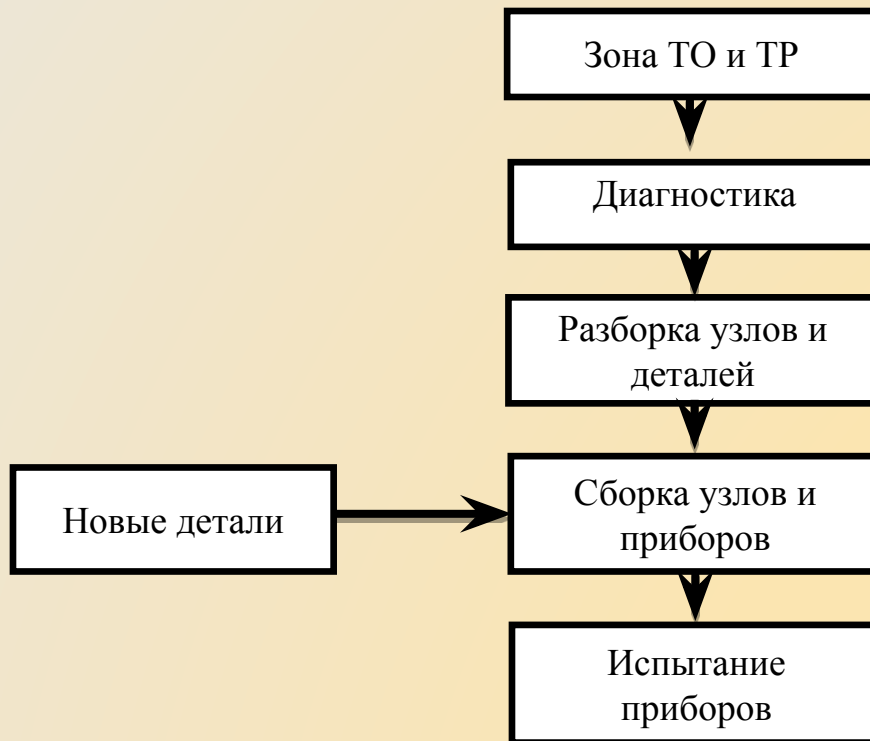 Зона ТО и ТР
Диагностика
Разборка узлов и
деталей
Новые детали
Сборка узлов и
приборов
Испытание
приборов